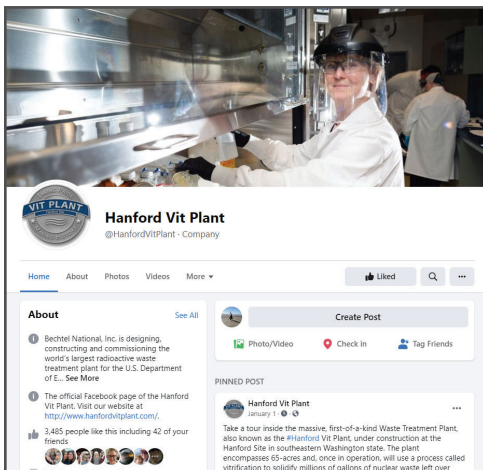 VIT PLANT
Hanford Vit Plant
@HanfordVitPlant · Company
Home About Photos Videos More
Liked
...
About See All
Bechtel National, Inc. is designing,
constructing and commissioning the
world's largest radioactive waste
treatment plant for the U.S. Department
of E... See More
The official Facebook page of the Hanford
Vit Plant. Visit our website at
http://www.hanfordvitplant.com/.
3,485 people like this including 42 of your
friends
Create Post
Photo/Video Check in Tag Friends
PINNED POST
Hanford Vit Plant
January 1 ·
...
Take a tour inside the massive, first-of-a-kind Waste Treatment Plant,
also known as the #Hanford Vit Plant, under construction at the
Hanford Site in southeastern Washington state. The plant
encompasses 65-acres and, once in operation, will use a process called
vitrification to solidify millions of gallons of nuclear waste left over